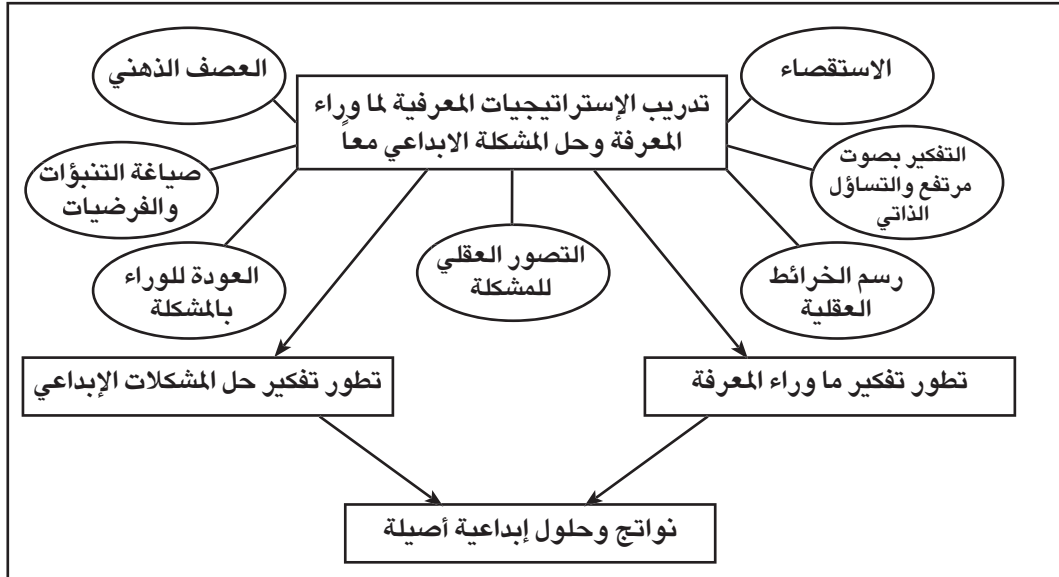 الاستقصاء
العصف الذهني
تدريب الإستراتيجيات المعرفية لما وراء
المعرفة وحل المشكلة الابداعي معاً
التفكير بصوت
مرتفع والتساؤل
الذاتي
صياغة التنبؤات
والفرضيات
رسم الخرائط
العقلية
التصور العقلي
للمشكلة
العودة للوراء
بالمشكلة
تطور تفكير ما وراء المعرفة
تطور تفكير حل المشكلات الإبداعي
نواتج وحلول إبداعية أصيلة